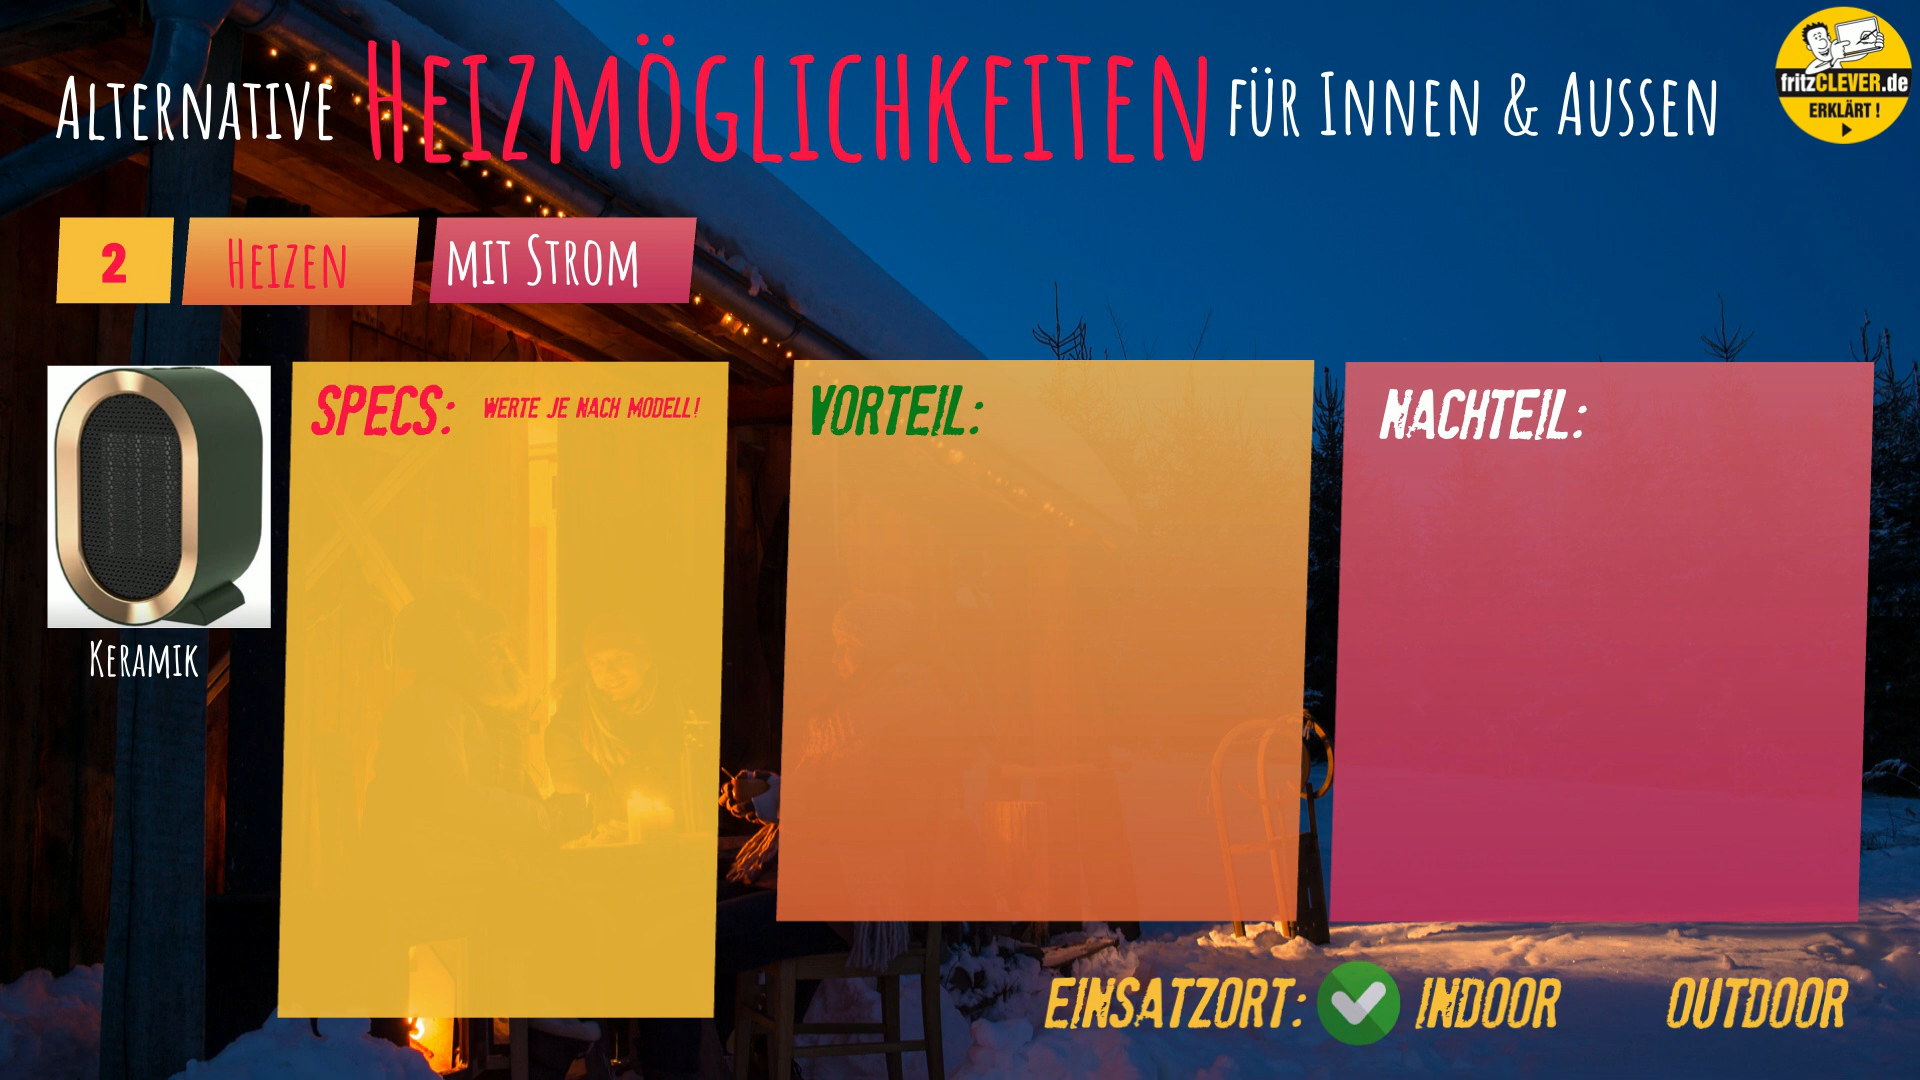 Alternative Heizmöglichkeiten für Innen & Aussen
fritzCLEVER.de
ERKLÄRT !
2 Heizen mit Strom
SPECS: WERTE JE NACH MODELL!
VORTEIL:
NACHTEIL:
Keramik
EINSATZORT: INDOOR OUTDOOR